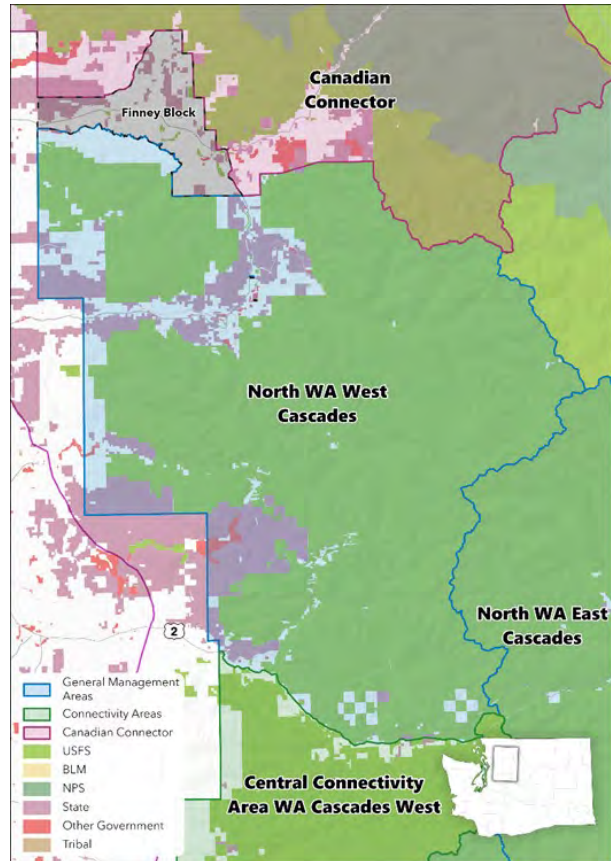 Canadian
Connector
Finney Block
North WA West
Cascades
North WA East
Cascades
2
General Management
Areas
Connectivity Areas
Canadian Connector
USFS
BLM
NPS
State
Other Government
Tribal
Central Connectivity
Area WA Cascades West